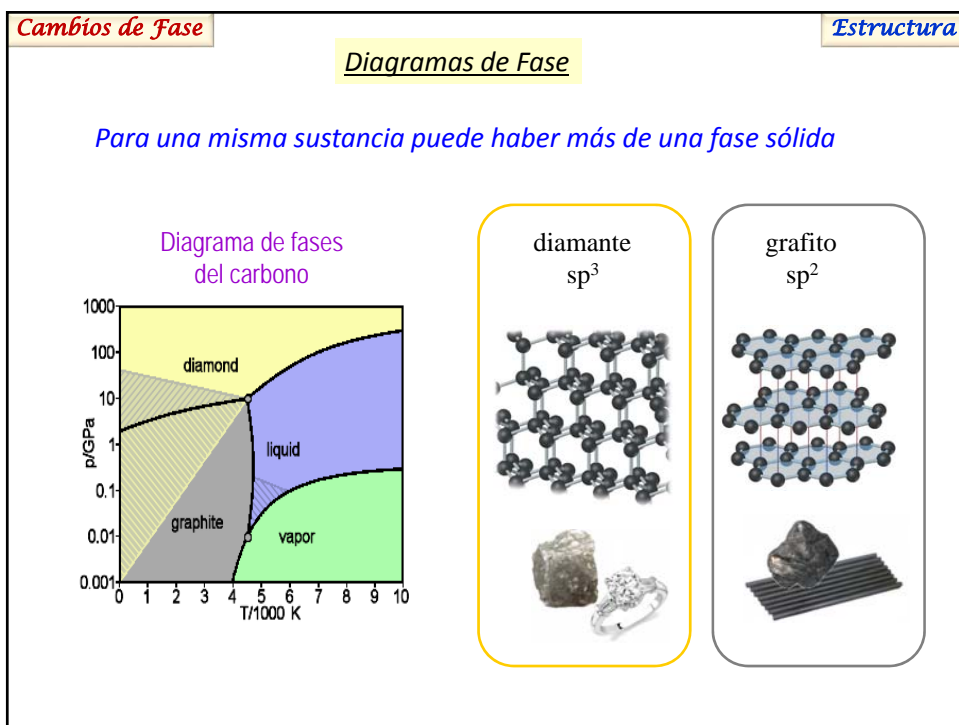 Cambios de Fase
Estructura
Diagramas de Fase
Para una misma sustancia puede haber más de una fase sólida
Diagrama de fases
del carbono
1000
100
10
1
0.1
0.01
0.001
p/GPa
diamond
liquid
graphite
vapor
0 1 2 3 4 5 6 7 8 9 10
T/1000 K
diamante
sp³
grafito
sp²